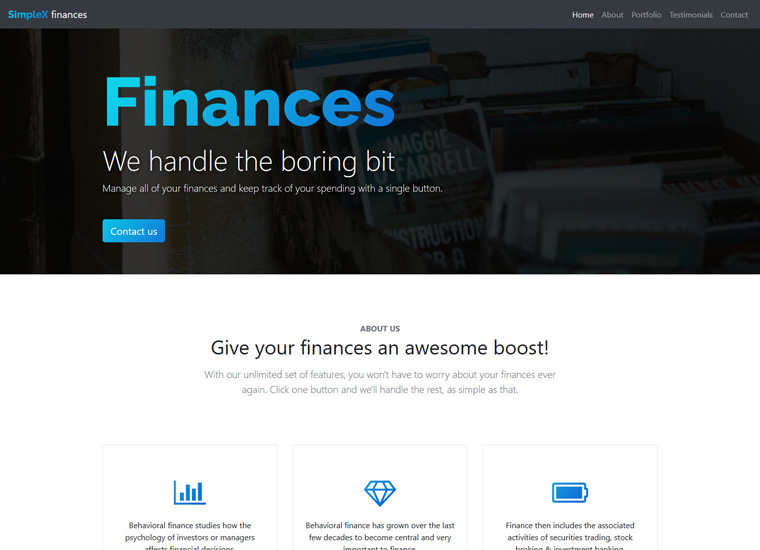 SimpleX finances
Home About Portfolio Testimonials Contact
Finances
We handle the boring bit
Manage all of your finances and keep track of your spending with a single button.
MAGGIE
Contact us
ABOUT US
Give your finances an awesome boost!
With our unlimited set of features, you won't have to worry about your finances ever
again. Click one button and we'll handle the rest, as simple as that.
Behavioral finance studies how the
psychology of investors or managers
affects financial decisions
Behavioral finance has grown over the last
few decades to become central and very
important to finance
Finance then includes the associated
activities of securities trading, stock
broking & investment banking